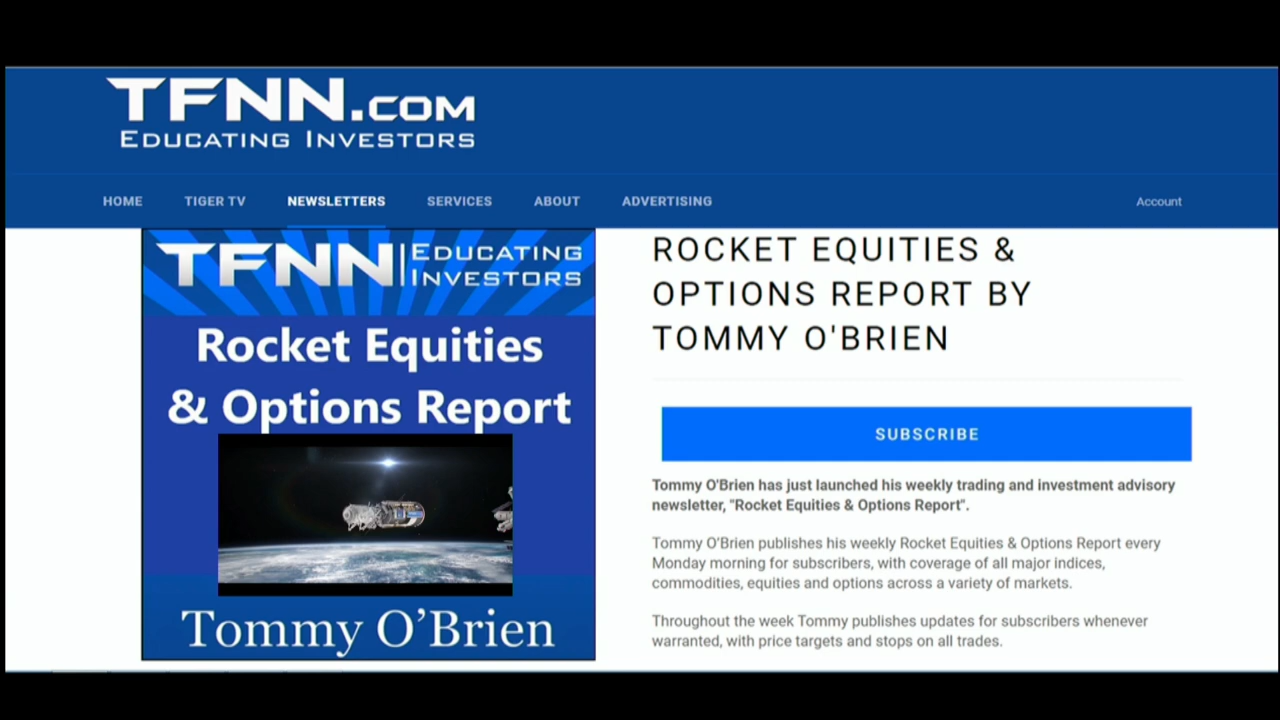 TFNN.COM
EDUCATING INVESTORS
HOME TIGER TV NEWSLETTERS SERVICES ABOUT ADVERTISING Account
TFNN EDUCATING
INVESTORS
Rocket Equities
& Options Report
Tommy O’Brien
ROCKET EQUITIES &
OPTIONS REPORT BY
TOMMY O'BRIEN
SUBSCRIBE
Tommy O'Brien has just launched his weekly trading and investment advisory
newsletter, "Rocket Equities & Options Report".
Tommy O’Brien publishes his weekly Rocket Equities & Options Report every
Monday morning for subscribers, with coverage of all major indices,
commodities, equities and options across a variety of markets.
Throughout the week Tommy publishes updates for subscribers whenever
warranted, with price targets and stops on all trades.